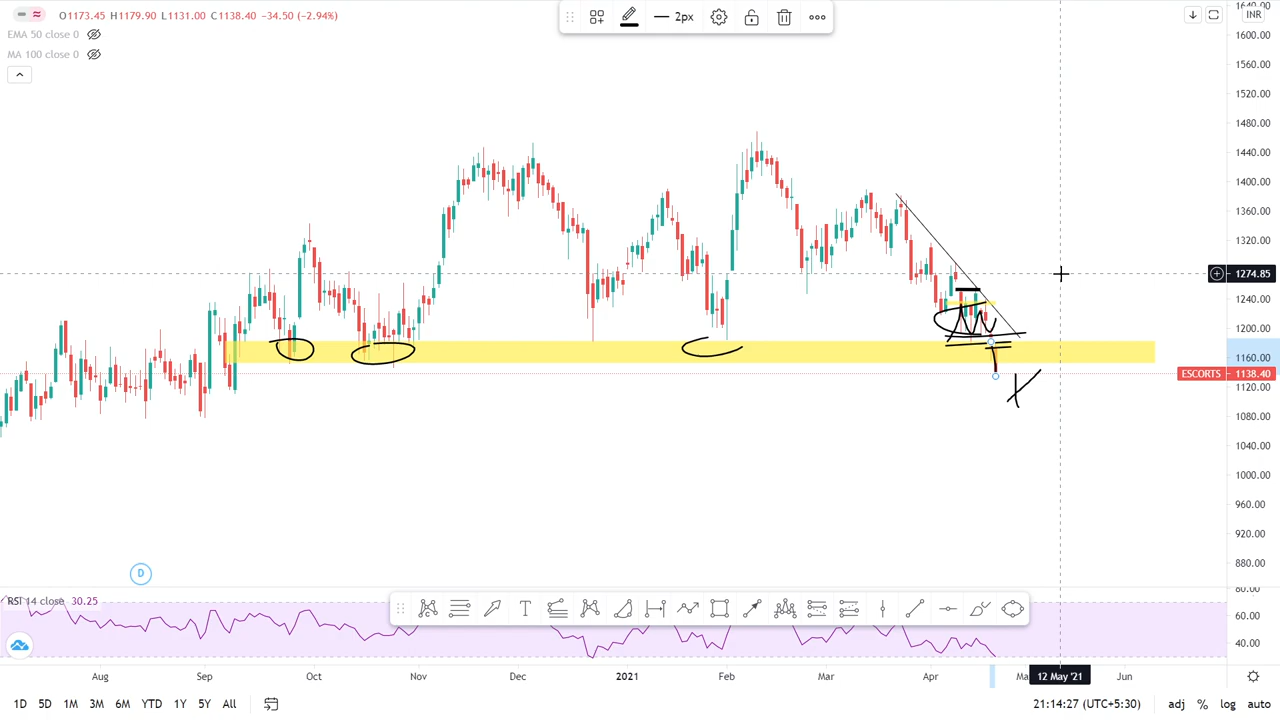 O1173.45 H1179.90 L1131.00 C1138.40 −34.50 (−2.94%)
EMA 50 close 0
MA 100 close 0
2px
INR
1600.00
1560.00
1520.00
1480.00
1440.00
1400.00
1360.00
1320.00
1274.85
1240.00
1200.00
1160.00
ESCORTS 1138.40
1120.00
1080.00
1040.00
1000.00
960.00
920.00
880.00
D
RSI 14 close 30.25
80.00
60.00
40.00
T
Aug Sep Oct Nov Dec 2021 Feb Mar Apr 12 May '21 Jun
1D 5D 1M 3M 6M YTD 1Y 5Y All 21:14:27 (UTC+5:30) adj % log auto